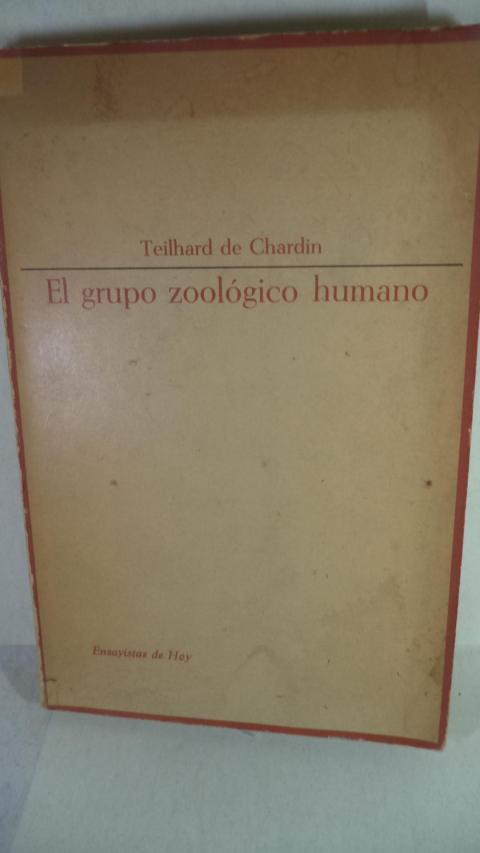 Teilhard de Chardin
El grupo zoológico humano
Ensayistas de Hoy